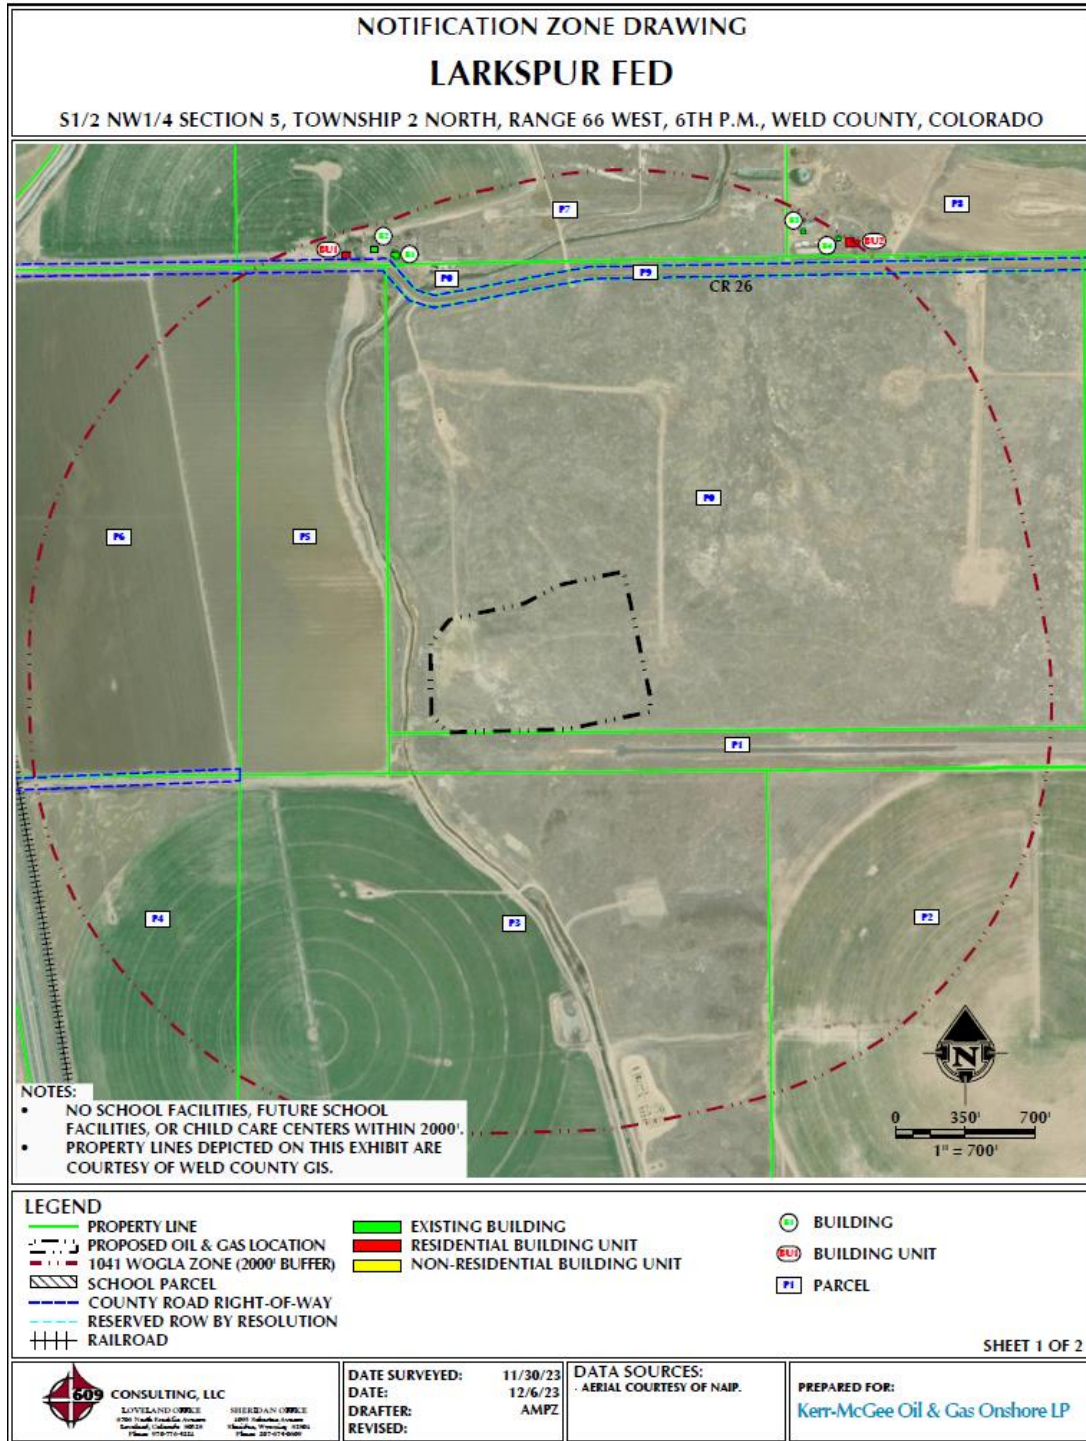 NOTIFICATION ZONE DRAWING
LARKSPUR FED
S1/2 NW1/4 SECTION 5, TOWNSHIP 2 NORTH, RANGE 66 WEST, 6TH P.M., WELD COUNTY, COLORADO
P7
P8
BU1
B2
B1
B3
B4
BU2
P0
P9
CR 26
P0
P6
P5
P1
P4
P3
P2
N
NOTES:
• NO SCHOOL FACILITIES, FUTURE SCHOOL
FACILITIES, OR CHILD CARE CENTERS WITHIN 2000'.
• PROPERTY LINES DEPICTED ON THIS EXHIBIT ARE
COURTESY OF WELD COUNTY GIS.
0 350' 700'
1" = 700'
LEGEND
PROPERTY LINE
PROPOSED OIL & GAS LOCATION
1041 WOGLA ZONE (2000' BUFFER)
SCHOOL PARCEL
COUNTY ROAD RIGHT-OF-WAY
RESERVED ROW BY RESOLUTION
RAILROAD
EXISTING BUILDING
RESIDENTIAL BUILDING UNIT
NON-RESIDENTIAL BUILDING UNIT
B1 BUILDING
BU1 BUILDING UNIT
P1 PARCEL
SHEET 1 OF 2
609 CONSULTING, LLC
LOVELAND OFFICE
SHERIDAN OFFICE
DATE SURVEYED: 11/30/23
DATE: 12/6/23
DRAFTER: AMPZ
REVISED:
DATA SOURCES:
- AERIAL COURTESY OF NAIP.
PREPARED FOR:
Kerr-McGee Oil & Gas Onshore LP